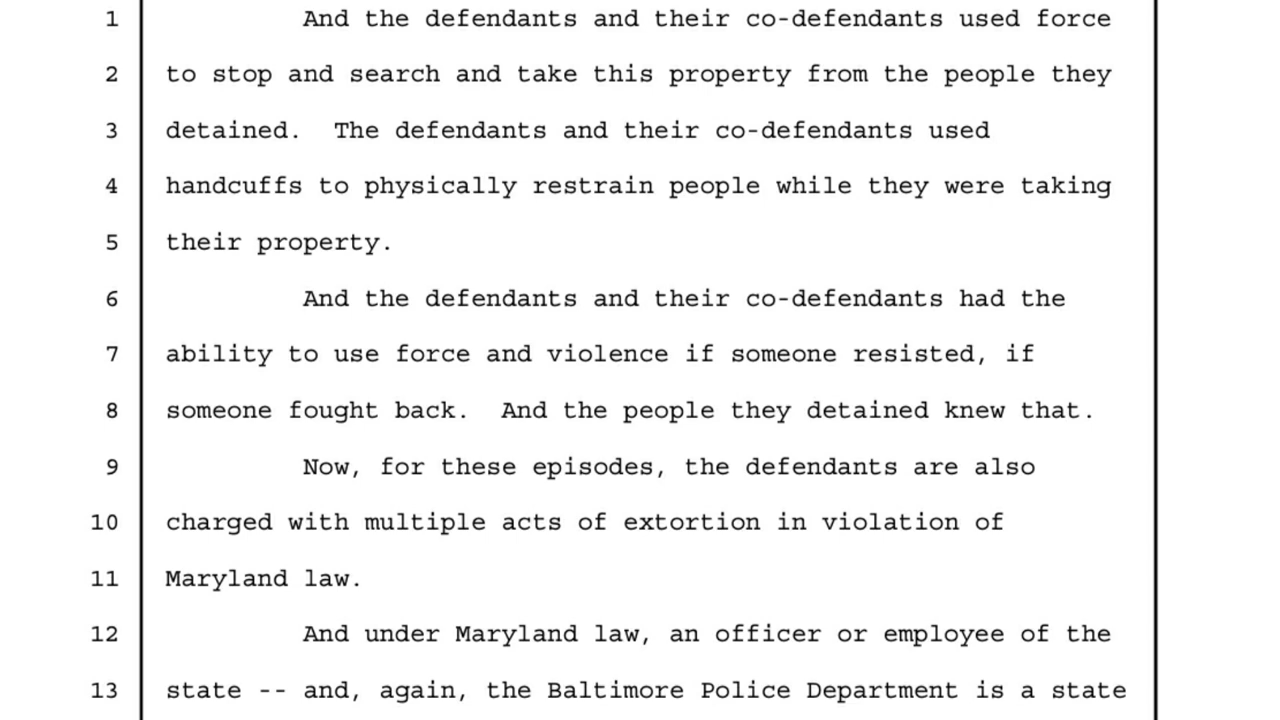 1 And the defendants and their co-defendants used force
2 to stop and search and take this property from the people they
3 detained. The defendants and their co-defendants used
4 handcuffs to physically restrain people while they were taking
5 their property.
6 And the defendants and their co-defendants had the
7 ability to use force and violence if someone resisted, if
8 someone fought back. And the people they detained knew that.
9 Now, for these episodes, the defendants are also
10 charged with multiple acts of extortion in violation of
11 Maryland law.
12 And under Maryland law, an officer or employee of the
13 state -- and, again, the Baltimore Police Department is a state